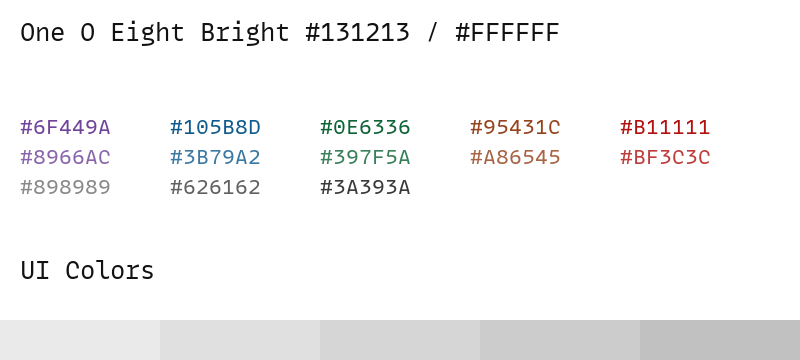 One O Eight Bright #131213 / #FFFFFF
#6F449A #105B8D #0E6336 #95431C #B11111
#8966AC #3B79A2 #397F5A #A86545 #BF3C3C
#898989 #626162 #3A393A
UI Colors